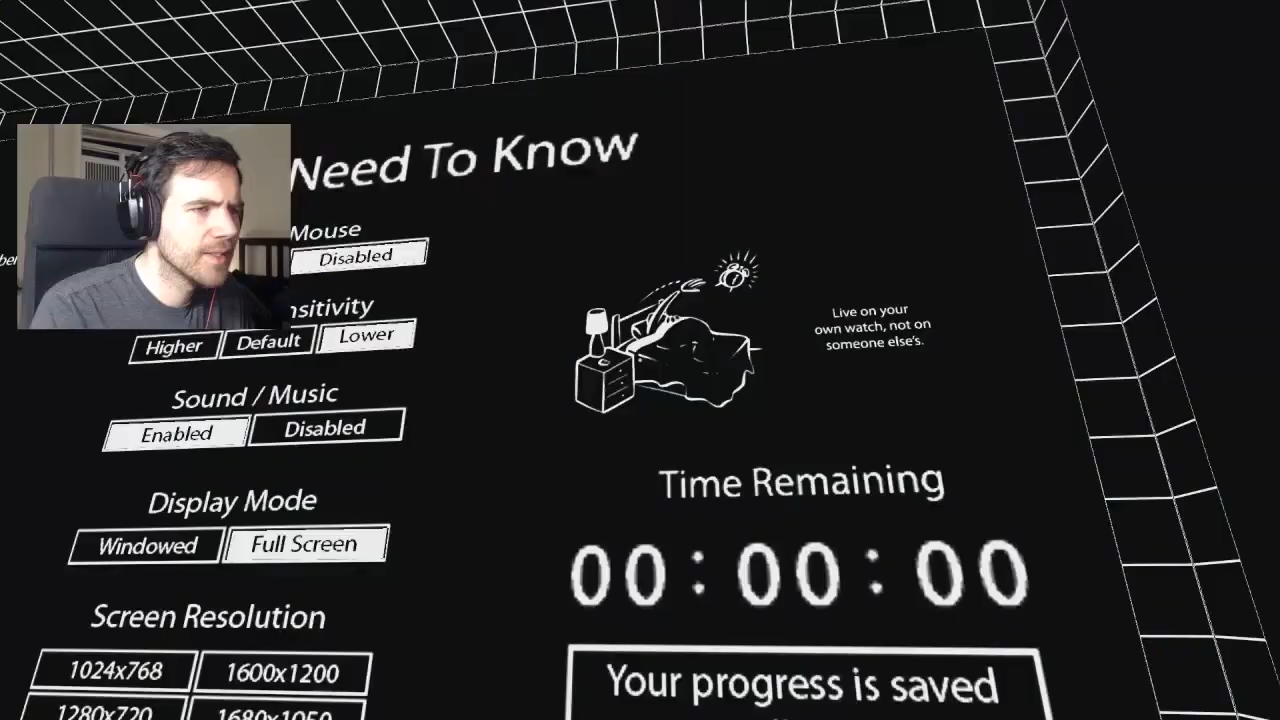 Need To Know
Mouse
Disabled
nsitivity
Higher
Default
Lower
Sound / Music
Enabled
Disabled
Display Mode
Windowed
Full Screen
Screen Resolution
1024x768
1600x1200
1280x720
1680x1050
Live on your
own watch, not on
someone else's.
Time Remaining
00:00:00
Your progress is saved